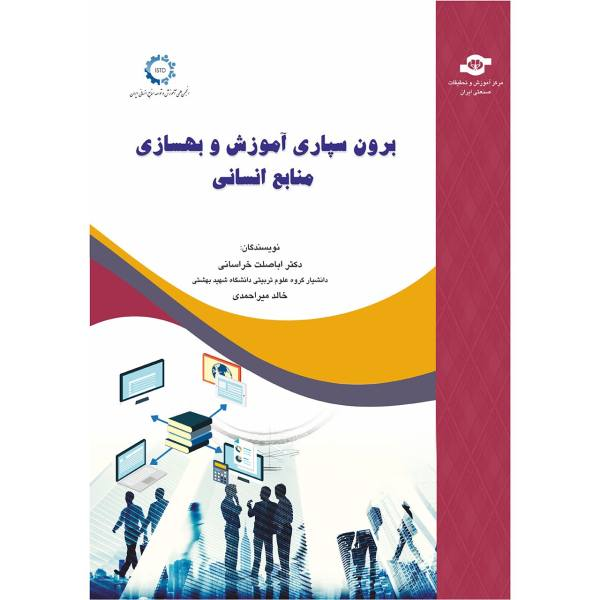 مرکز آموزش و تحقیقات
صنعتی ایران
ISTD
برون سپاری آموزش و بهسازی
منابع انسانی
نویسندگان:
دکتر اباصلت خراسانی
دانشیار گروه علوم تربیتی دانشگاه شهید بهشتی
خالد میراحمدی